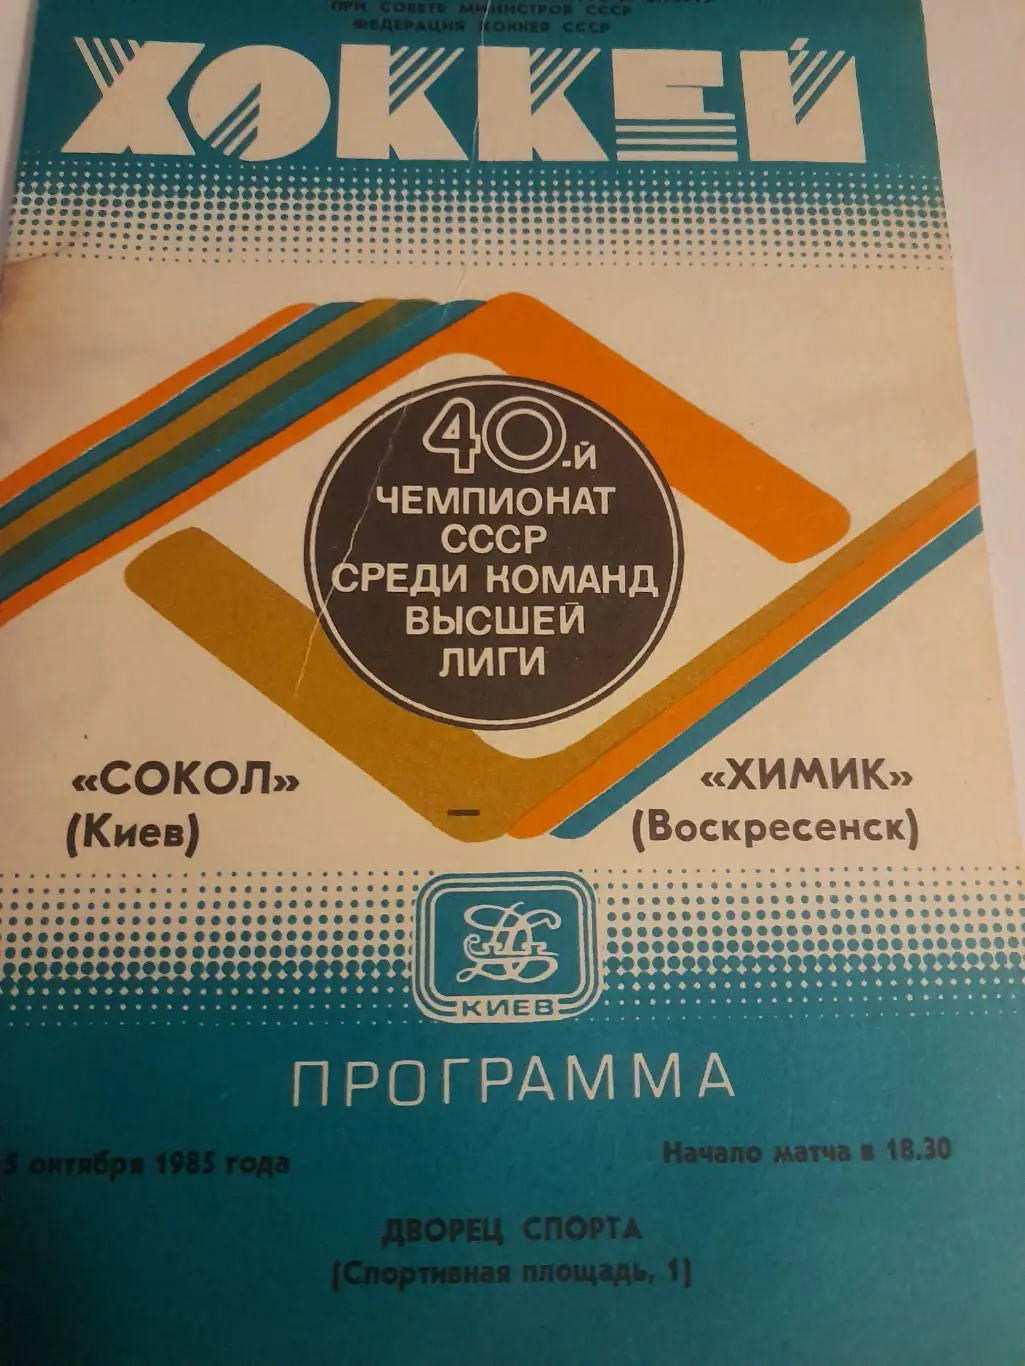 ПРИ СОВЕТЕ МИНИСТРОВ СССР
ФЕДЕРАЦИЯ ХОККЕЯ СССР
ХОККЕЙ
40-Й
ЧЕМПИОНАТ
СССР
СРЕДИ КОМАНД
ВЫСШЕЙ
ЛИГИ
«СОКОЛ» – «ХИМИК»
(Киев) (Воскресенск)
КИЕВ
ПРОГРАММА
5 октября 1985 года Начало матча в 18.30
ДВОРЕЦ СПОРТА
(Спортивная площадь, 1)